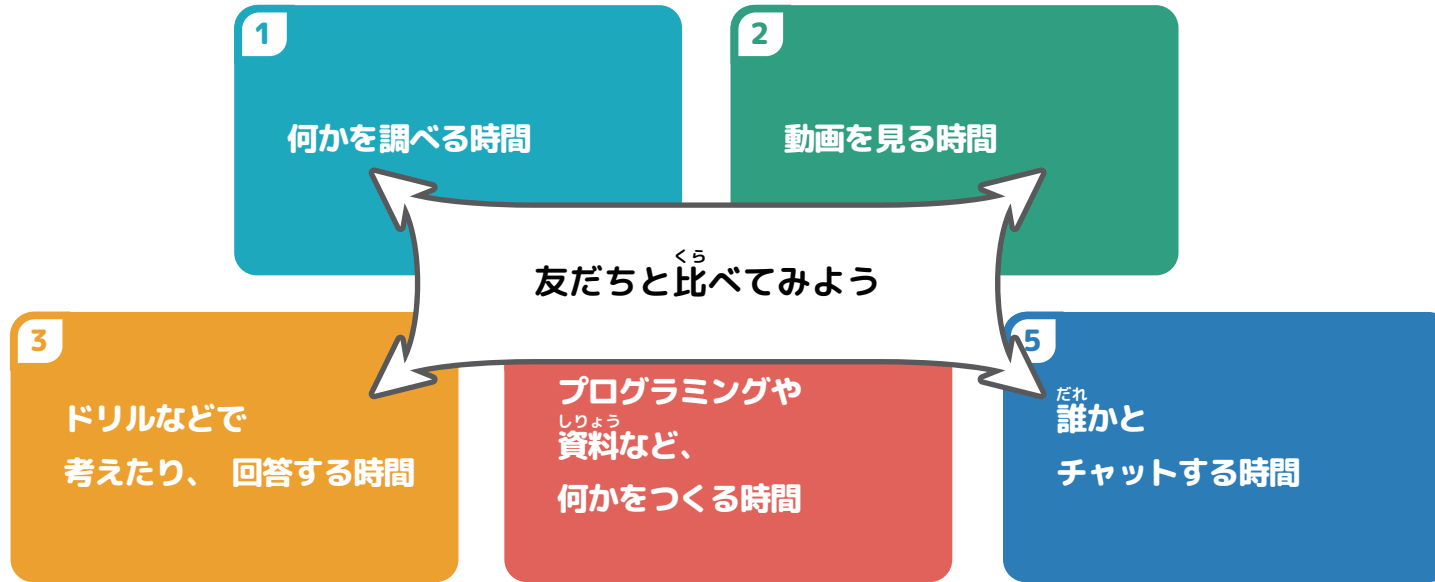 1
何かを調べる時間
2
動画を見る時間
くら
友だちと比べてみよう
3
ドリルなどで
考えたり、 回答する時間
プログラミングや
しりょう
資料など、
何かをつくる時間
5
だれ
誰かと
チャットする時間